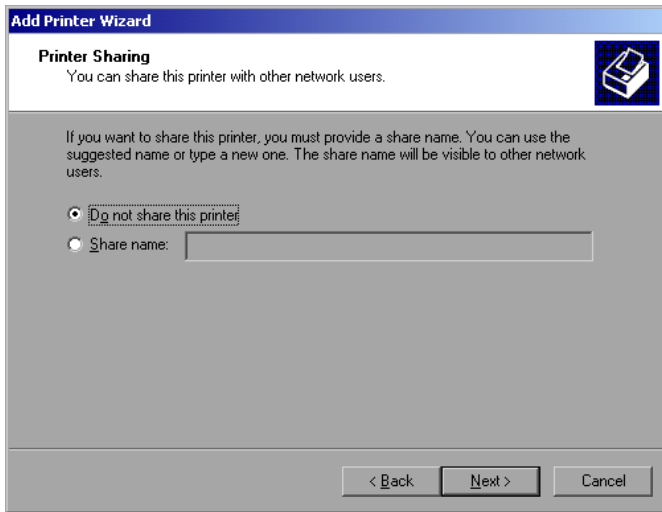 Add Printer Wizard
Printer Sharing
You can share this printer with other network users.
If you want to share this printer, you must provide a share name. You can use the
suggested name or type a new one. The share name will be visible to other network
users.
Do not share this printer
Share name:
< Back
Next >
Cancel